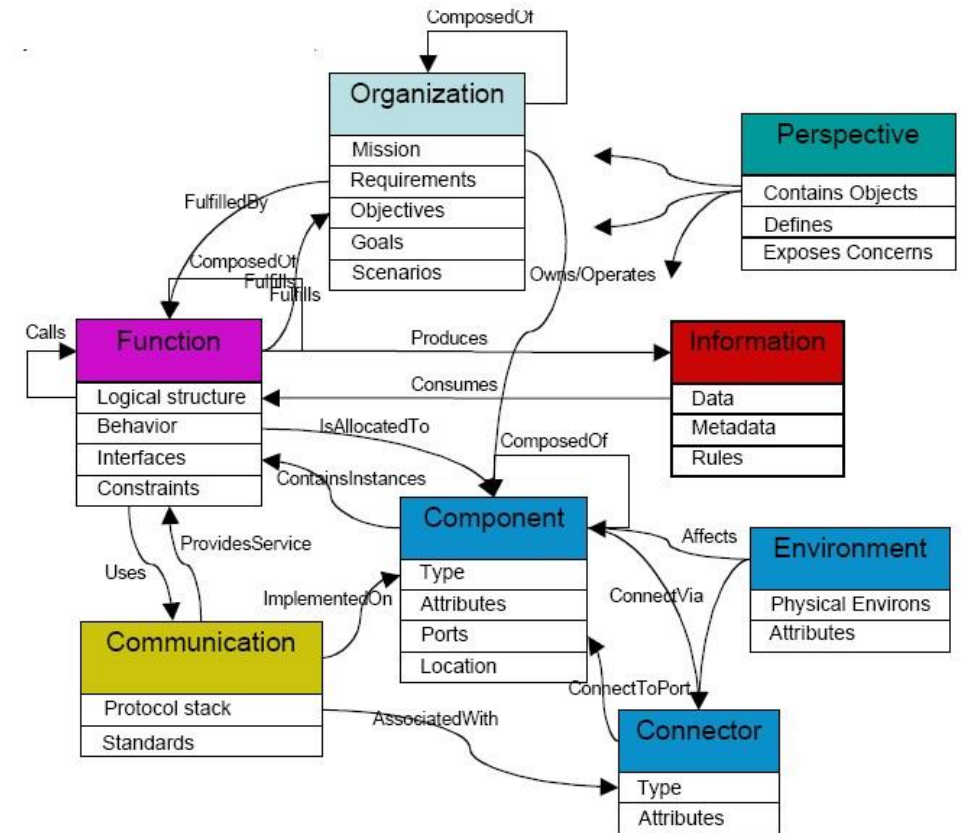 ComposedOf
Organization
Mission
Requirements
Objectives
Goals
Scenarios
Perspective
Contains Objects
Defines
Exposes Concerns
FulfilledBy
ComposedOf
Fulfills
Fulfills
Owns/Operates
Calls
Function
Logical structure
Behavior
Interfaces
Constraints
Produces
Consumes
Information
Data
Metadata
Rules
IsAllocatedTo
ComposedOf
ContainsInstances
Component
Type
Attributes
Ports
Location
Affects
Environment
Physical Environs
Attributes
ProvidesService
Uses
ImplementedOn
ConnectVia
Communication
Protocol stack
Standards
ConnectToPort
AssociatedWith
Connector
Type
Attributes